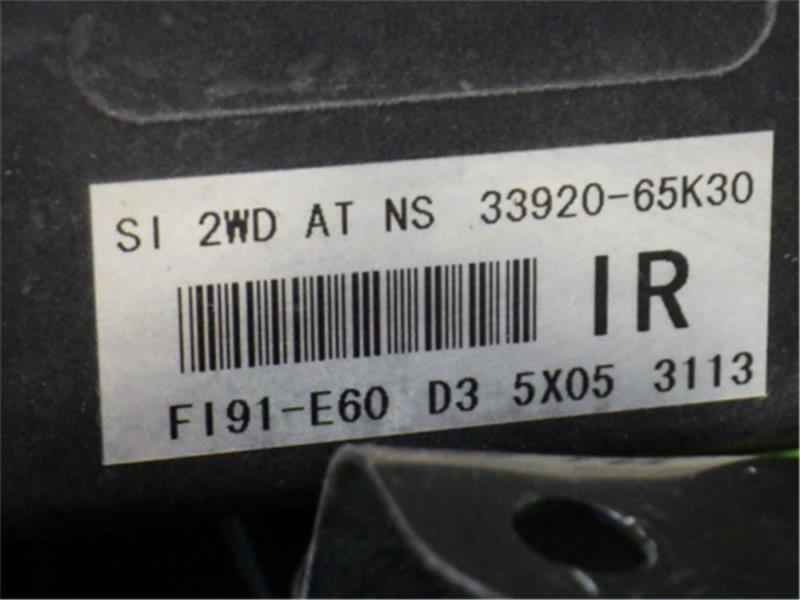 SI 2WD AT NS 33920-65K30
IR
FI91-E60 D3 5X05 3113